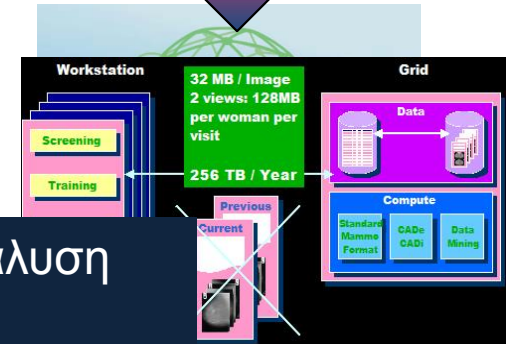 Workstation
Grid
32 MB / Image
2 views: 128MB
per woman per
visit
256 TB / Year
Screening
Training
Data
Compute
Standard
Mammo
Format
CADe
CADi
Data
Mining
Previous
Current